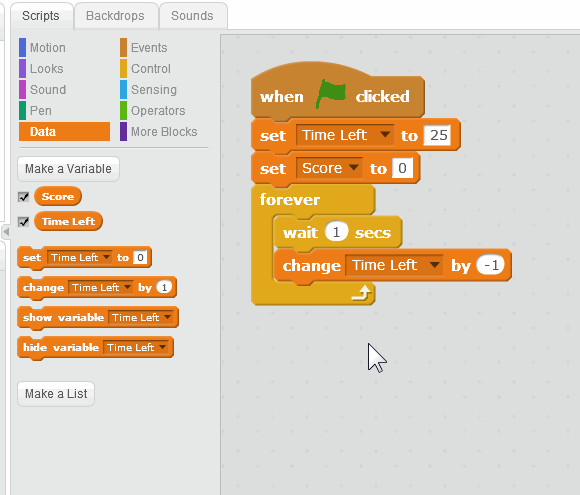 Scripts Backdrops Sounds
Motion Events
Looks Control
Sound Sensing
Pen Operators
Data More Blocks
Make a Variable
Score
Time Left
set Time Left to 0
change Time Left by 1
show variable Time Left
hide variable Time Left
Make a List
when clicked
set Time Left to 25
set Score to 0
forever
wait 1 secs
change Time Left by -1